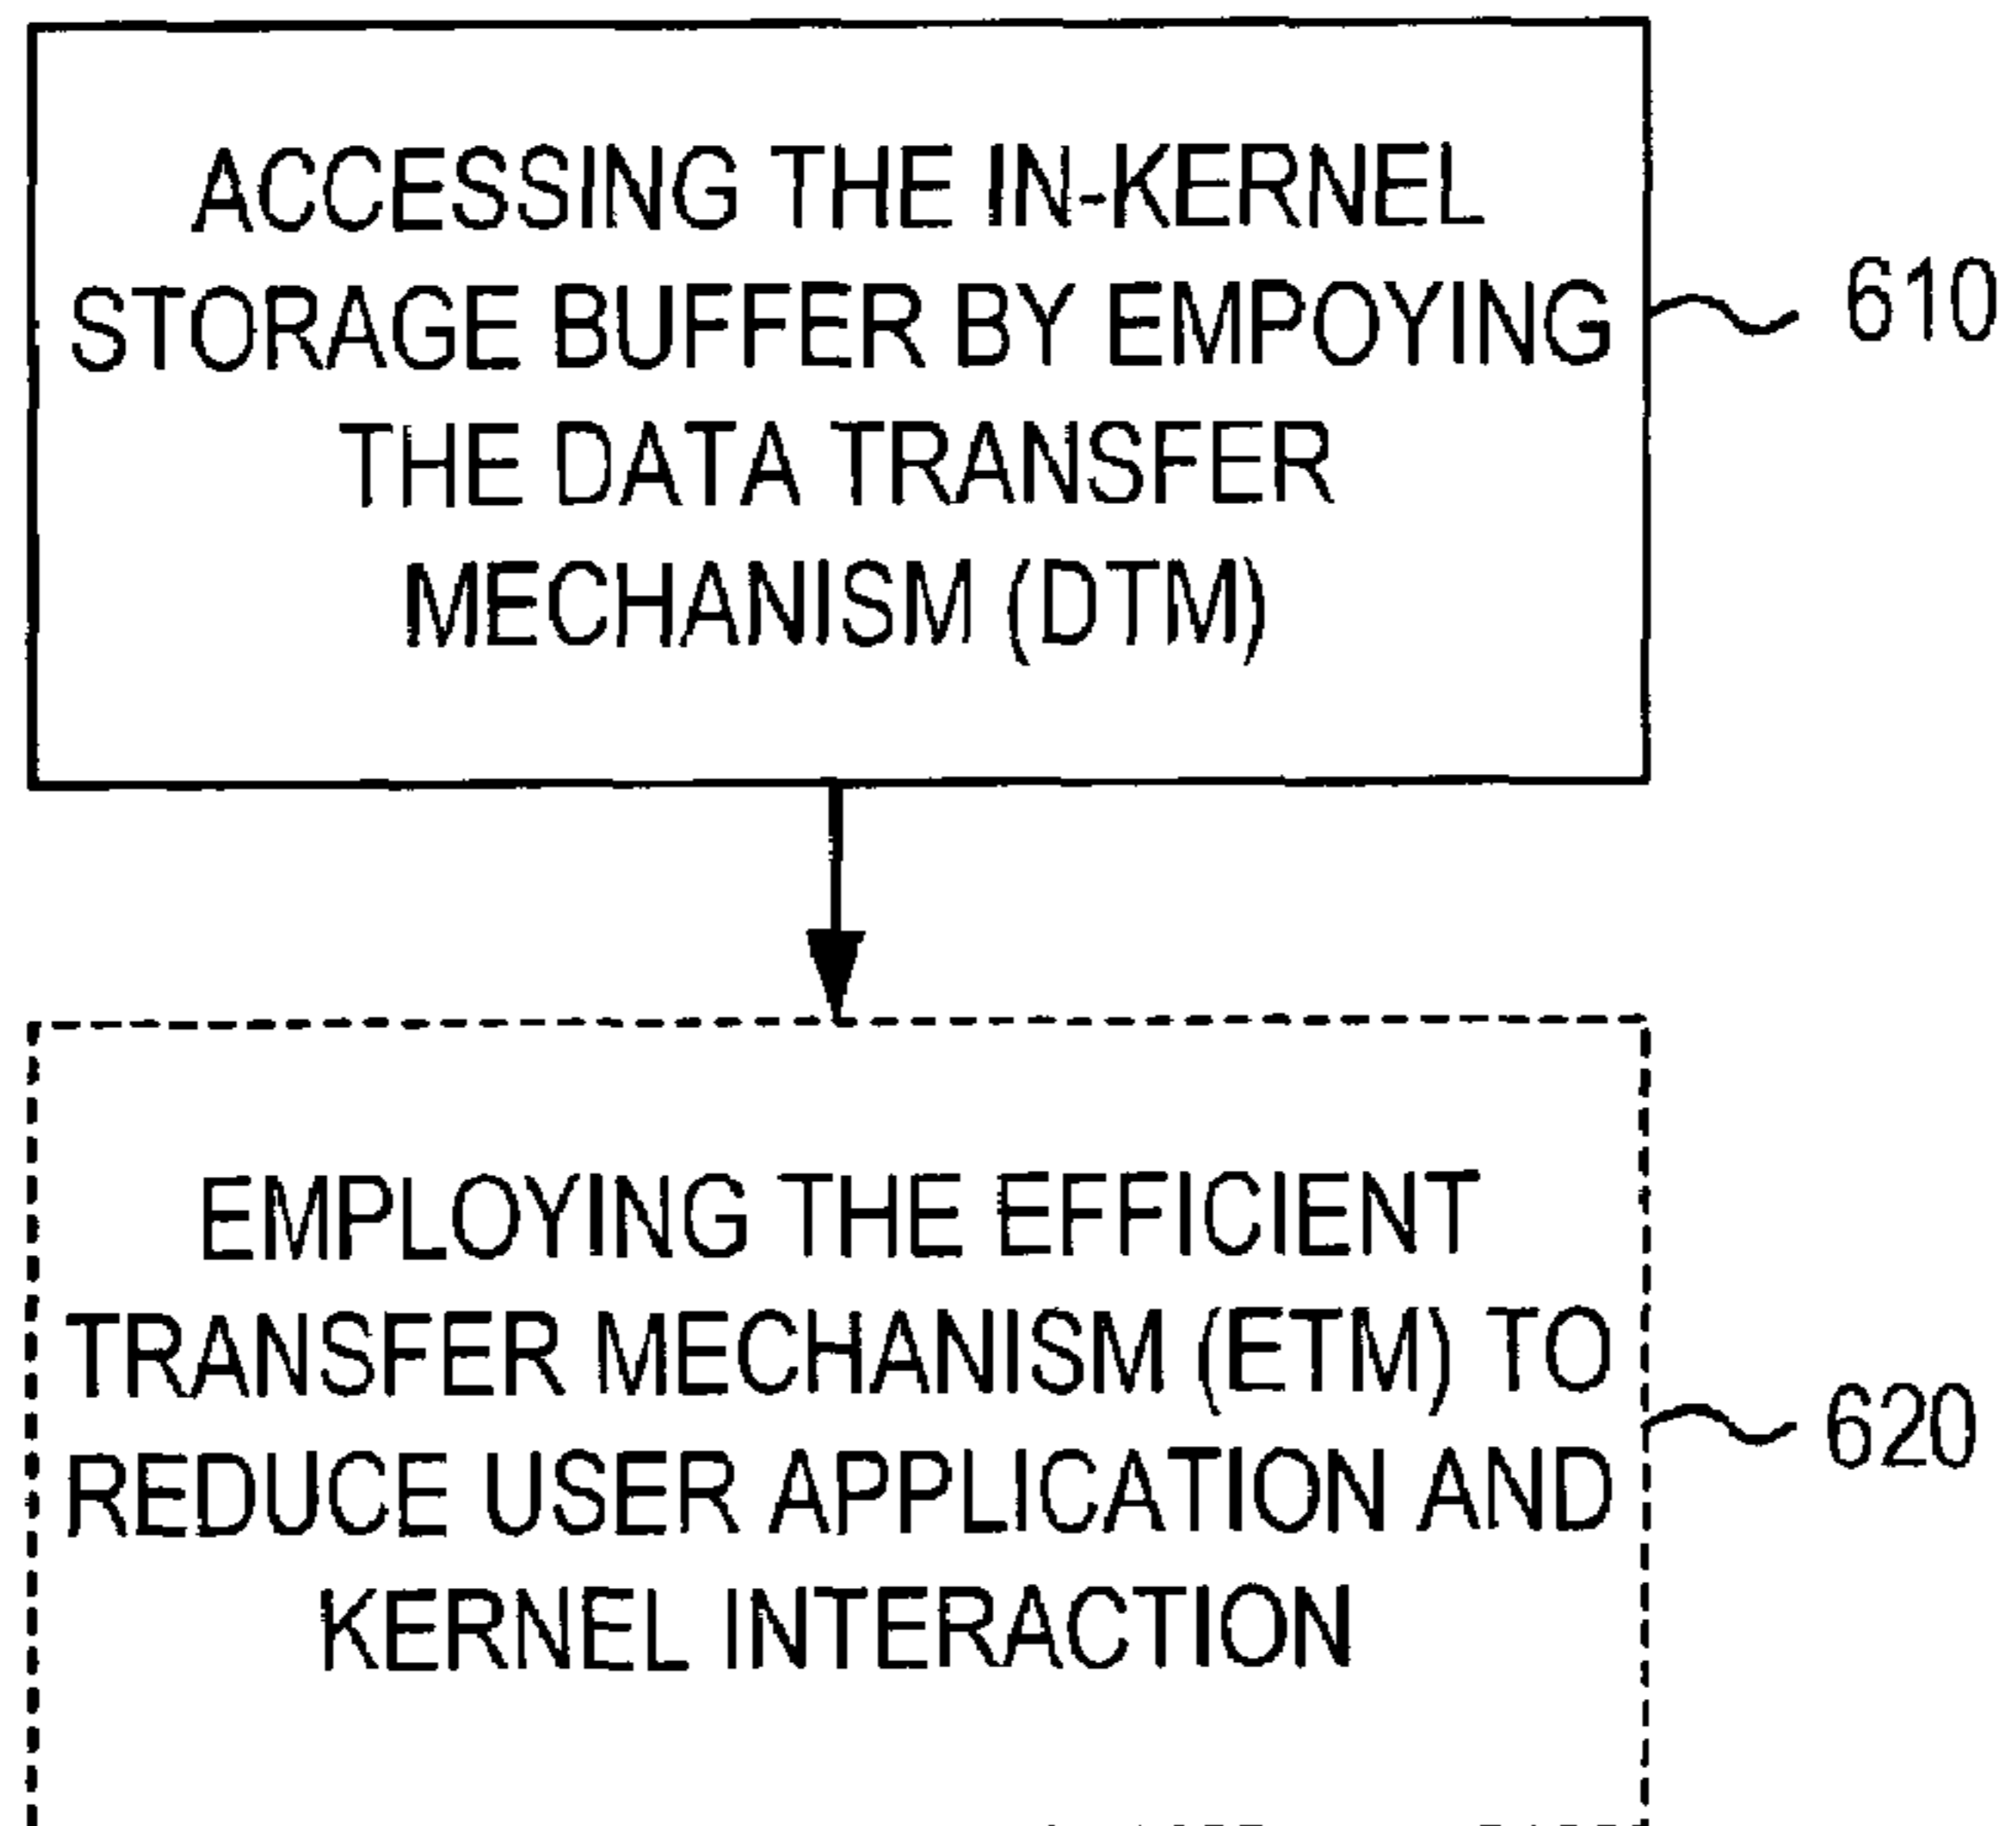 ACCESSING THE IN-KERNEL
STORAGE BUFFER BY EMPOYING
THE DATA TRANSFER
MECHANISM (DTM)
610
EMPLOYING THE EFFICIENT
TRANSFER MECHANISM (ETM) TO
REDUCE USER APPLICATION AND
KERNEL INTERACTION
620